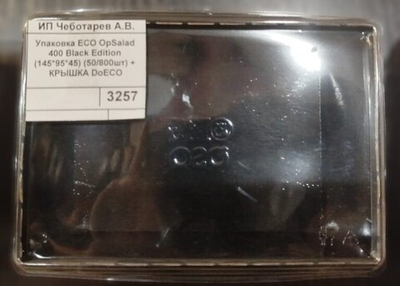 ИП Чеботарев А.В.
Упаковка ECO OpSalad
400 Black Edition
(145*95*45) (50/800шт) +
КРЫШКА DoECO
3257